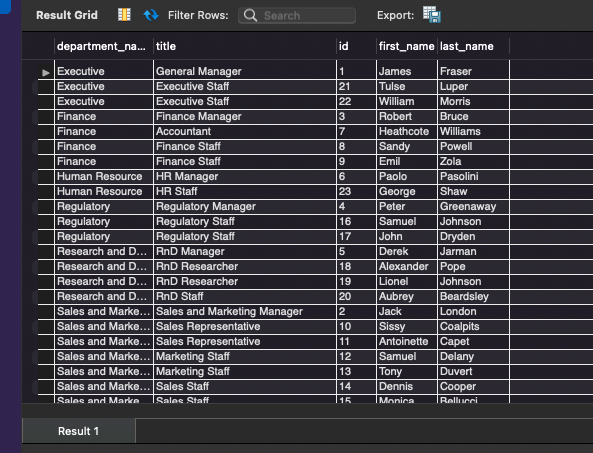 Result Grid Filter Rows: Search Export:
department_na... title id first_name last_name
Executive General Manager 1 James Fraser
Executive Executive Staff 21 Tulse Luper
Executive Executive Staff 22 William Morris
Finance Finance Manager 3 Robert Bruce
Finance Accountant 7 Heathcote Williams
Finance Finance Staff 8 Sandy Powell
Finance Finance Staff 9 Emil Zola
Human Resource HR Manager 6 Paolo Pasolini
Human Resource HR Staff 23 George Shaw
Regulatory Regulatory Manager 4 Peter Greenaway
Regulatory Regulatory Staff 16 Samuel Johnson
Regulatory Regulatory Staff 17 John Dryden
Research and D... RnD Manager 5 Derek Jarman
Research and D... RnD Researcher 18 Alexander Pope
Research and D... RnD Researcher 19 Lionel Johnson
Research and D... RnD Staff 20 Aubrey Beardsley
Sales and Marke... Sales and Marketing Manager 2 Jack London
Sales and Marke... Sales Representative 10 Sissy Coalpits
Sales and Marke... Sales Representative 11 Antoinette Capet
Sales and Marke... Marketing Staff 12 Samuel Delany
Sales and Marke... Marketing Staff 13 Tony Duvert
Sales and Marke... Sales Staff 14 Dennis Cooper
Sales and Marke... Sales Staff 15 Monica Bellucci
Result 1